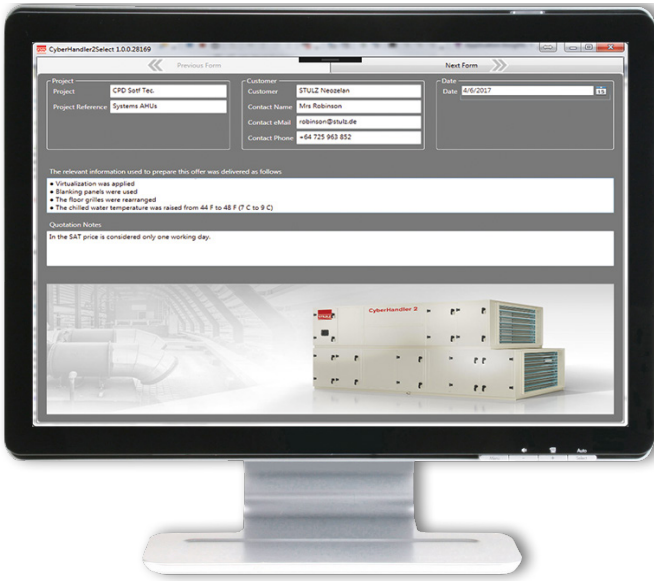 CyberHandler2Select 1.0.0.28169
Previous Form
Next Form
Project
Project CPD Sotf Tec.
Project Reference Systems AHUs
Customer
Customer STULZ Neozelan
Contact Name Mrs Robinson
Contact eMail robinson@stulz.de
Contact Phone +64 725 963 852
Date
Date 4/6/2017
15
The relevant information used to prepare this offer was delivered as follows
• Virtualization was applied
• Blanking panels were used
• The floor grilles were rearranged
• The chilled water temperature was raised from 44 F to 48 F (7 C to 9 C)
Quotation Notes
In the SAT price is considered only one working day.
STULZ
CyberHandler 2
Auto